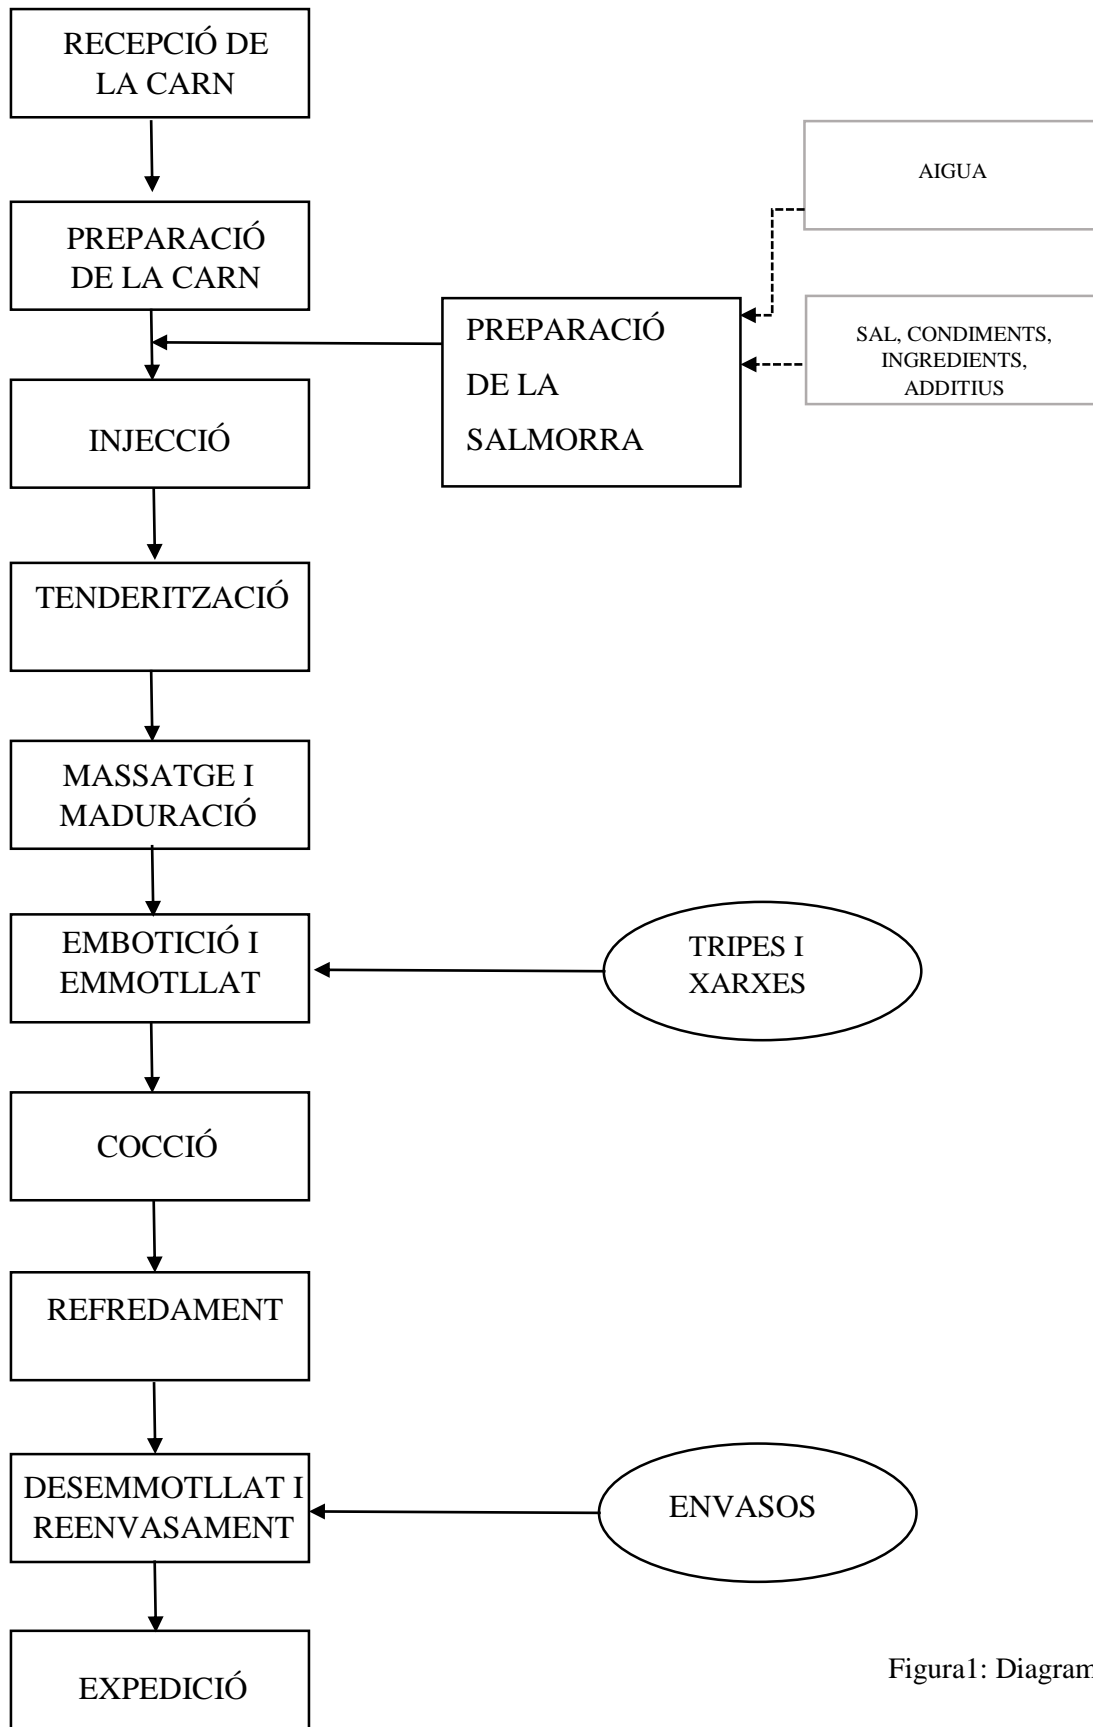 RECEPCIÓ DE
LA CARN
AIGUA
PREPARACIÓ
DE LA CARN
PREPARACIÓ
DE LA
SALMORRA
SAL, CONDIMENTS,
INGREDIENTS,
ADDITIUS
INJECCIÓ
TENDERITZACIÓ
MASSATGE I
MADURACIÓ
EMBOTICIÓ I
EMMOTLLAT
TRIPES I
XARXES
COCCIÓ
REFREDAMENT
DESEMMOTLLAT I
REENVASAMENT
ENVASOS
EXPEDICIÓ
Figura1: Diagram